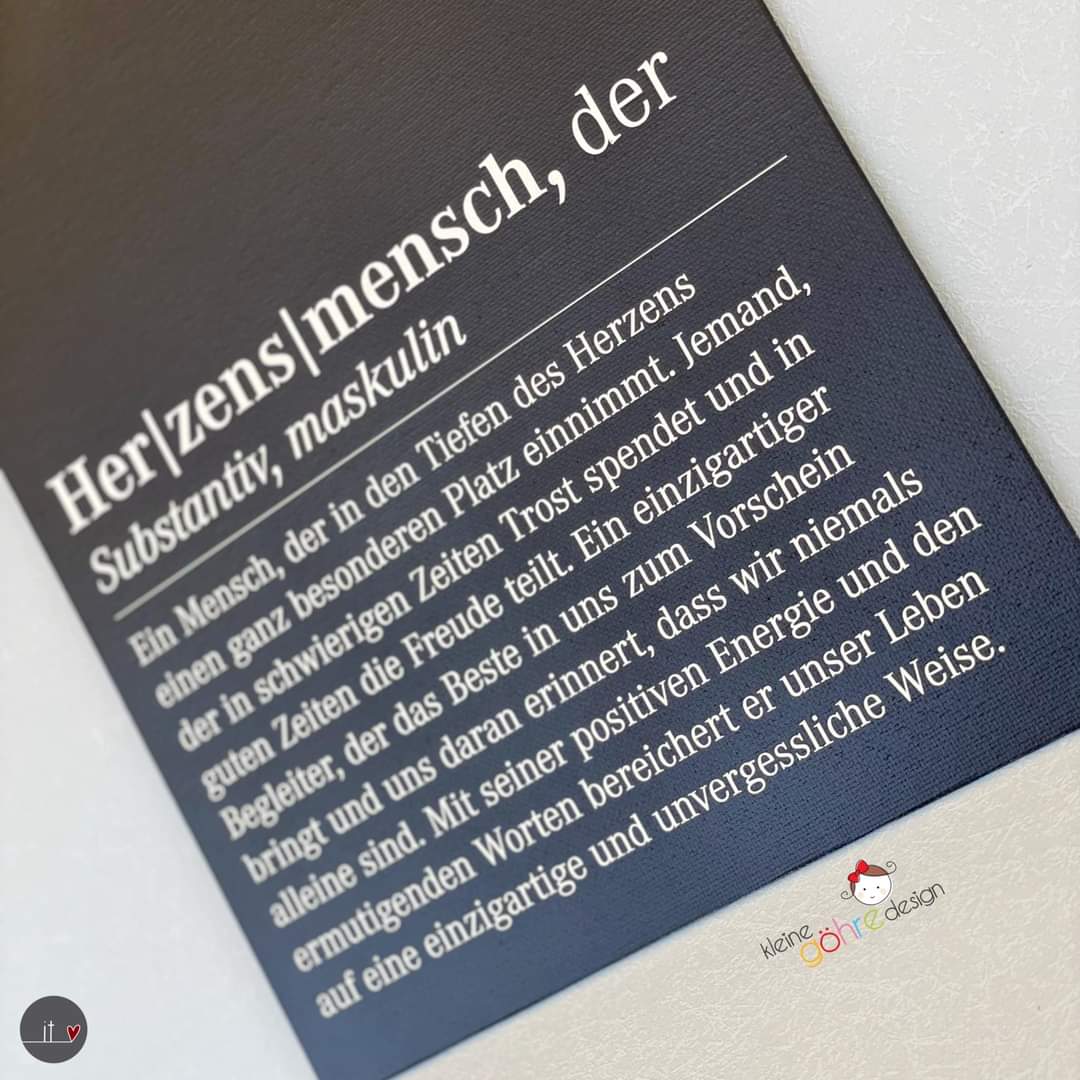 Her|zens|mensch, der
Substantiv, maskulin
Ein Mensch, der in den Tiefen des Herzens
einen ganz besonderen Platz einnimmt. Jemand,
der in schwierigen Zeiten Trost spendet und in
guten Zeiten die Freude teilt. Ein einzigartiger
Begleiter, der das Beste in uns zum Vorschein
bringt und uns daran erinnert, dass wir niemals
alleine sind. Mit seiner positiven Energie und den
ermutigenden Worten bereichert er unser Leben
auf eine einzigartige und unvergessliche Weise.
kleine
göhredesign
it